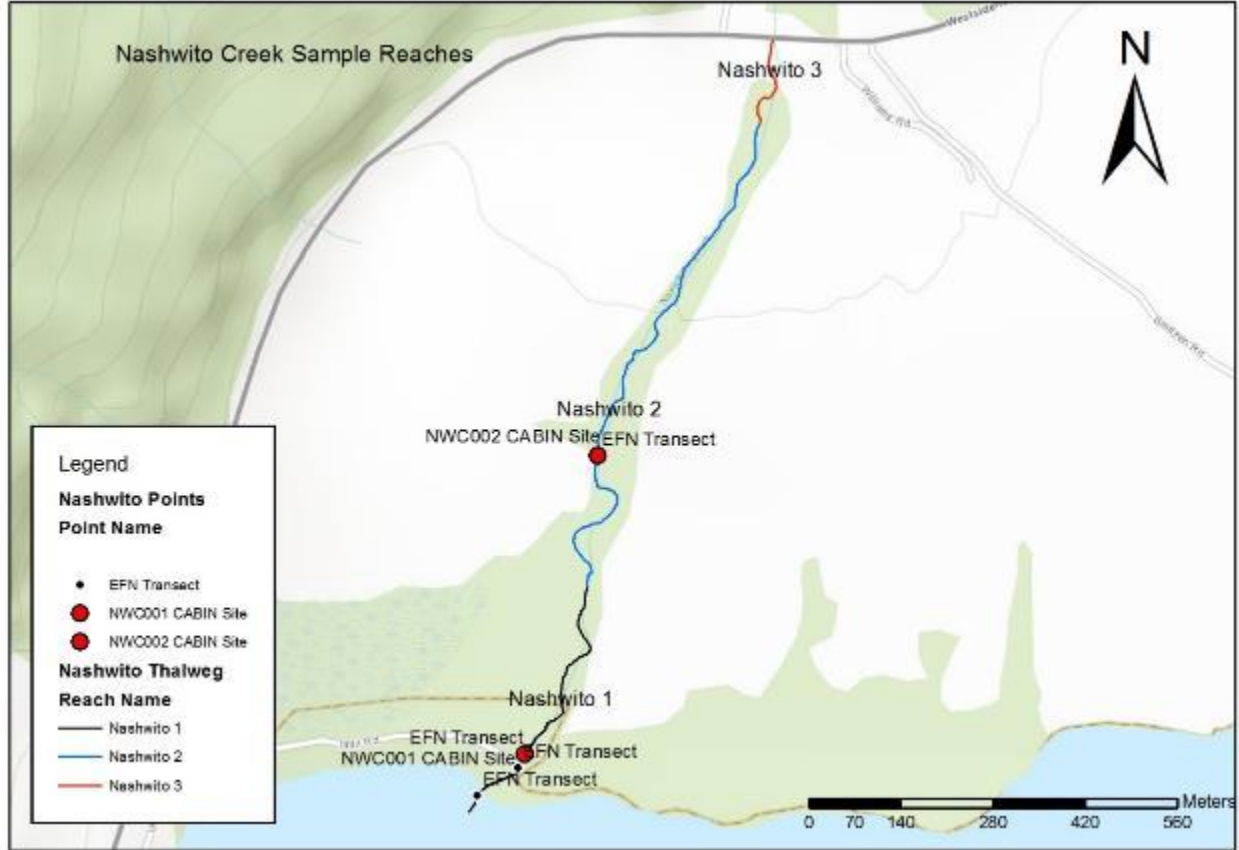 Nashwito Creek Sample Reaches
N
Nashwito 3
Williams Rd
Nashwito 2
NWC002 CABIN Site
EFN Transect
Nashwito 1
EFN Transect
EFN Transect
NWC001 CABIN Site
EFN Transect
Legend
Nashwito Points
Point Name
EFN Transect
NWC001 CABIN Site
NWC002 CABIN Site
Nashwito Thalweg
Reach Name
Nashwito 1
Nashwito 2
Nashwito 3
Meters
0 70 140 280 420 560